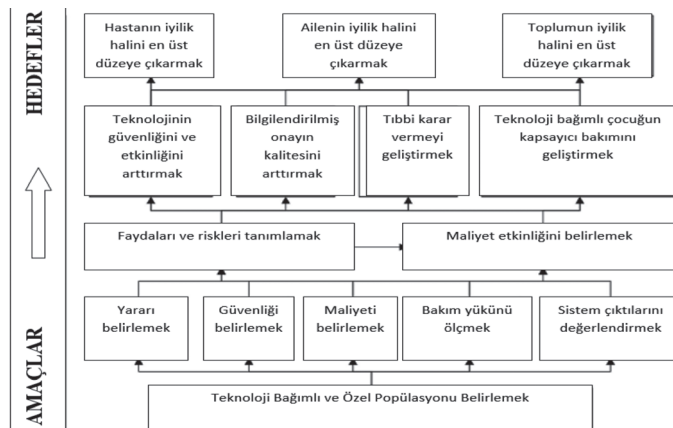 HEDEFLER
Hastanın iyilik
halini en üst
düzeye çıkarmak
Ailenin iyilik halini
en üst düzeye
çıkarmak
Toplumun iyilik
halini en üst
düzeye çıkarmak
Teknolojinin
güvenliğini ve
etkinliğini
arttırmak
Bilgilendirilmiş
onayın
kalitesini
arttırmak
Tıbbi karar
vermeyi
geliştirmek
Teknoloji bağımlı çocuğun
kapsayıcı bakımını
geliştirmek
Faydaları ve riskleri tanımlamak
Maliyet etkinliğini belirlemek
AMAÇLAR
Yararı
belirlemek
Güvenliği
belirlemek
Maliyeti
belirlemek
Bakım yükünü
ölçmek
Sistem çıktılarını
değerlendirmek
Teknoloji Bağımlı ve Özel Popülasyonu Belirlemek